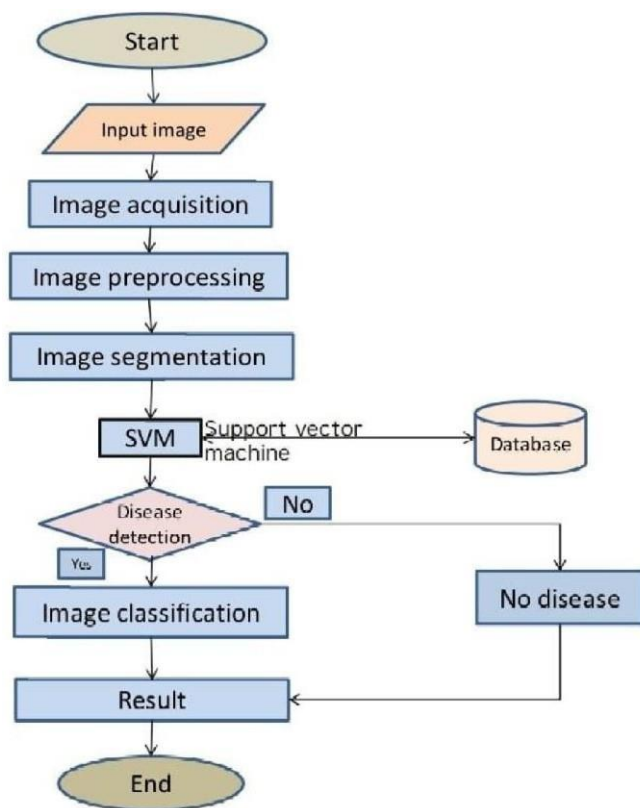 Start
Input image
Image acquisition
Image preprocessing
Image segmentation
SVM
Support vector
machine
Database
Disease
detection
No
Yes
Image classification
No disease
Result
End